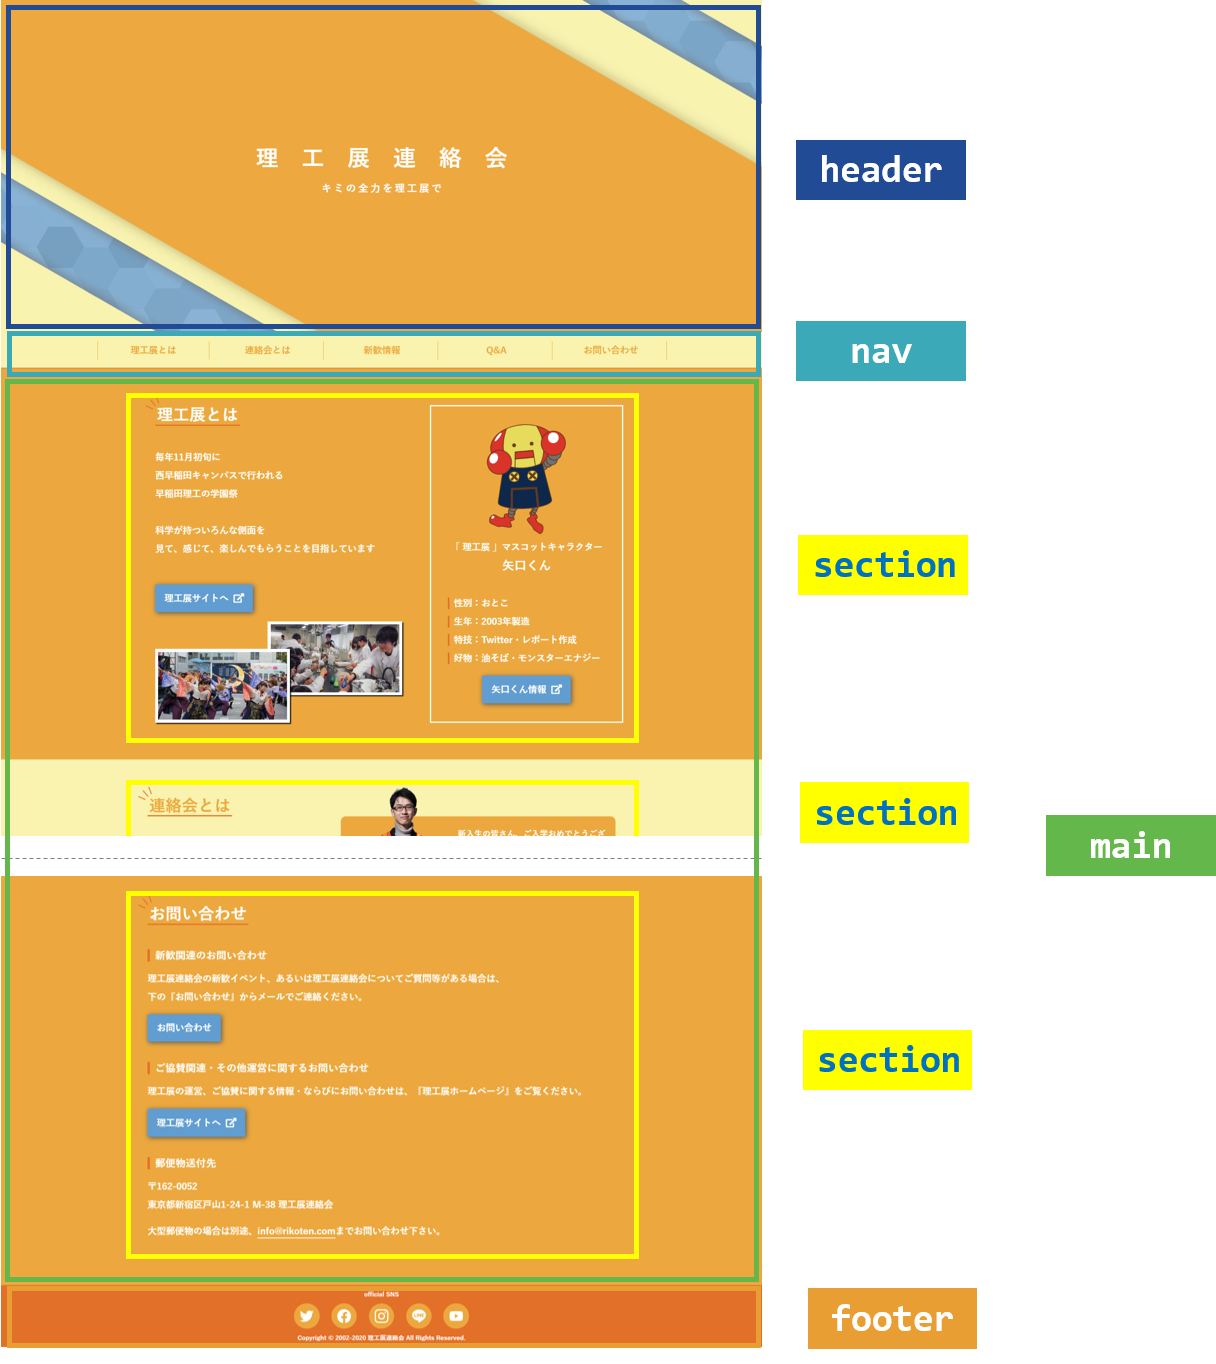 理工展連絡会
キミの全力を理工展で
header
理工展とは
連絡会とは
新歓情報
Q&A
お問い合わせ
nav
理工展とは
毎年11月初旬に
西早稲田キャンパスで行われる
早稲田理工の学園祭
科学が持ついろんな側面を
見て、感じて、楽しんでもらうことを目指しています
理工展サイトへ
「 理工展 」マスコットキャラクター
矢口くん
性別：おとこ
生年：2003年製造
特技：Twitter・レポート作成
好物：油そば・モンスターエナジー
矢口くん情報
section
連絡会とは
新入生の皆さん、ご入学おめでとうござ
section
main
お問い合わせ
新歓関連のお問い合わせ
理工展連絡会の新歓イベント、あるいは理工展連絡会についてご質問等がある場合は、
下の『お問い合わせ』からメールでご連絡ください。
お問い合わせ
ご協賛関連・その他運営に関するお問い合わせ
理工展の運営、ご協賛に関する情報・ならびにお問い合わせは、『理工展ホームページ』をご覧ください。
理工展サイトへ
郵便物送付先
〒162-0052
東京都新宿区戸山1-24-1 M-38 理工展連絡会
大型郵便物の場合は別途、info@rikoten.comまでお問い合わせ下さい。
section
official SNS
LINE
Copyright © 2002-2020 理工展連絡会 All Rights Reserved.
footer